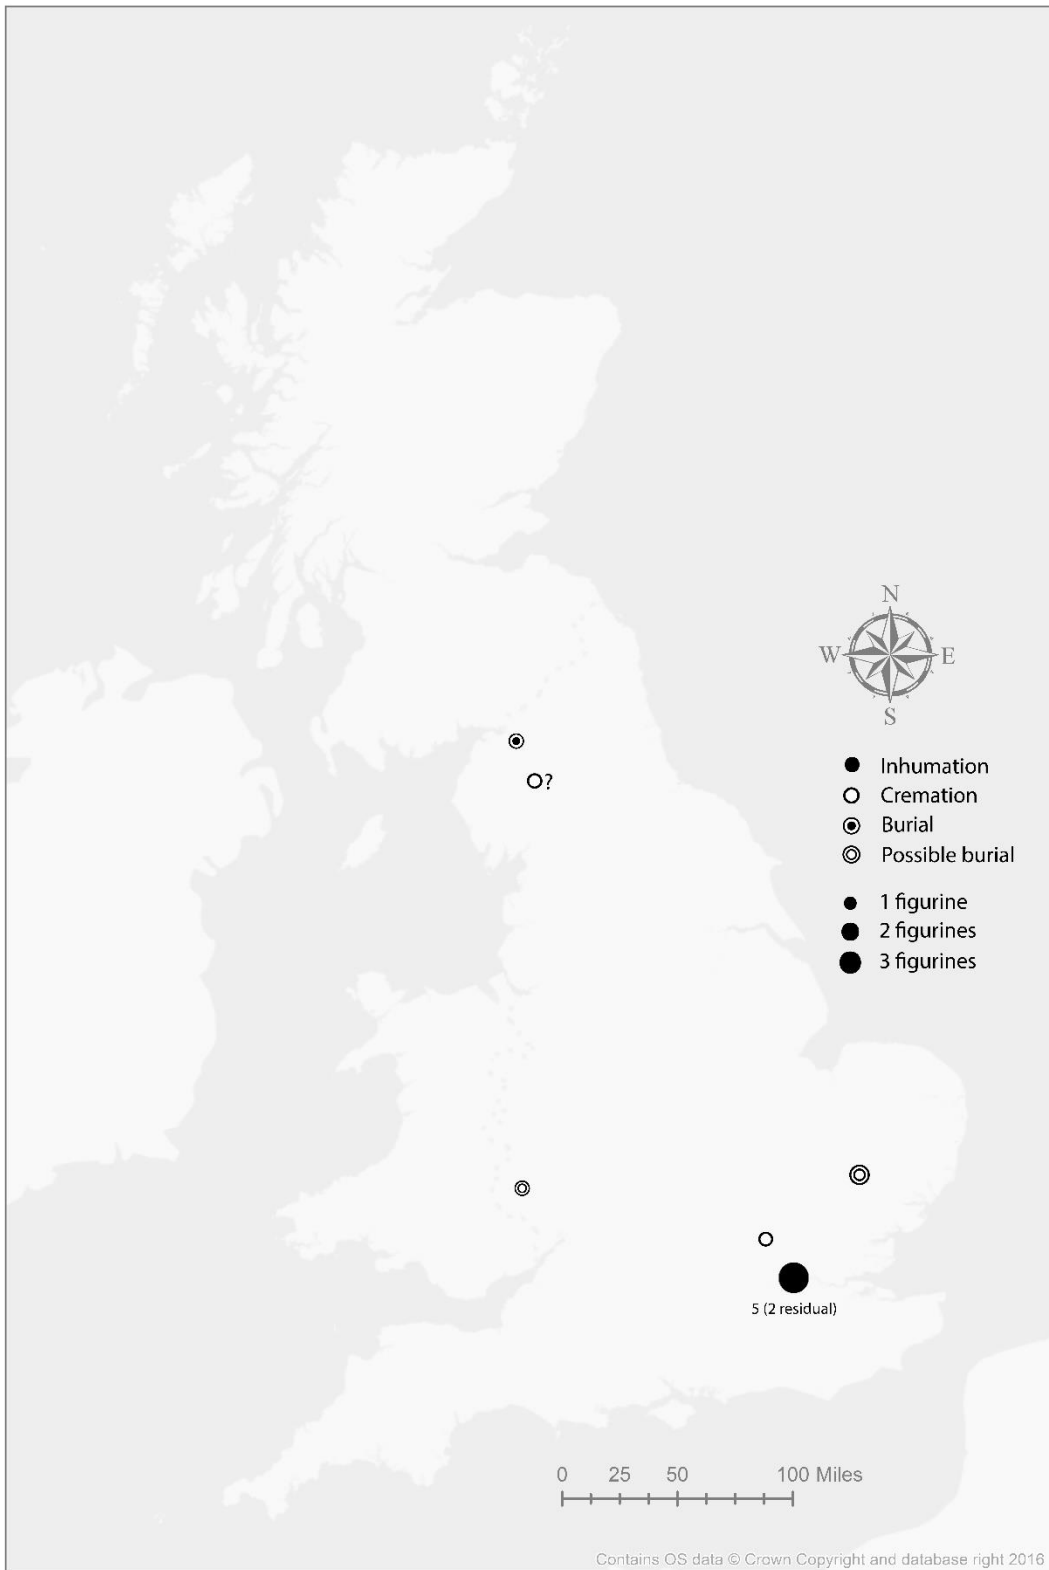 N
W E
S
?
Inhumation
Cremation
Burial
Possible burial
1 figurine
2 figurines
3 figurines
5 (2 residual)
0 25 50 100 Miles
Contains OS data © Crown Copyright and database right 2016